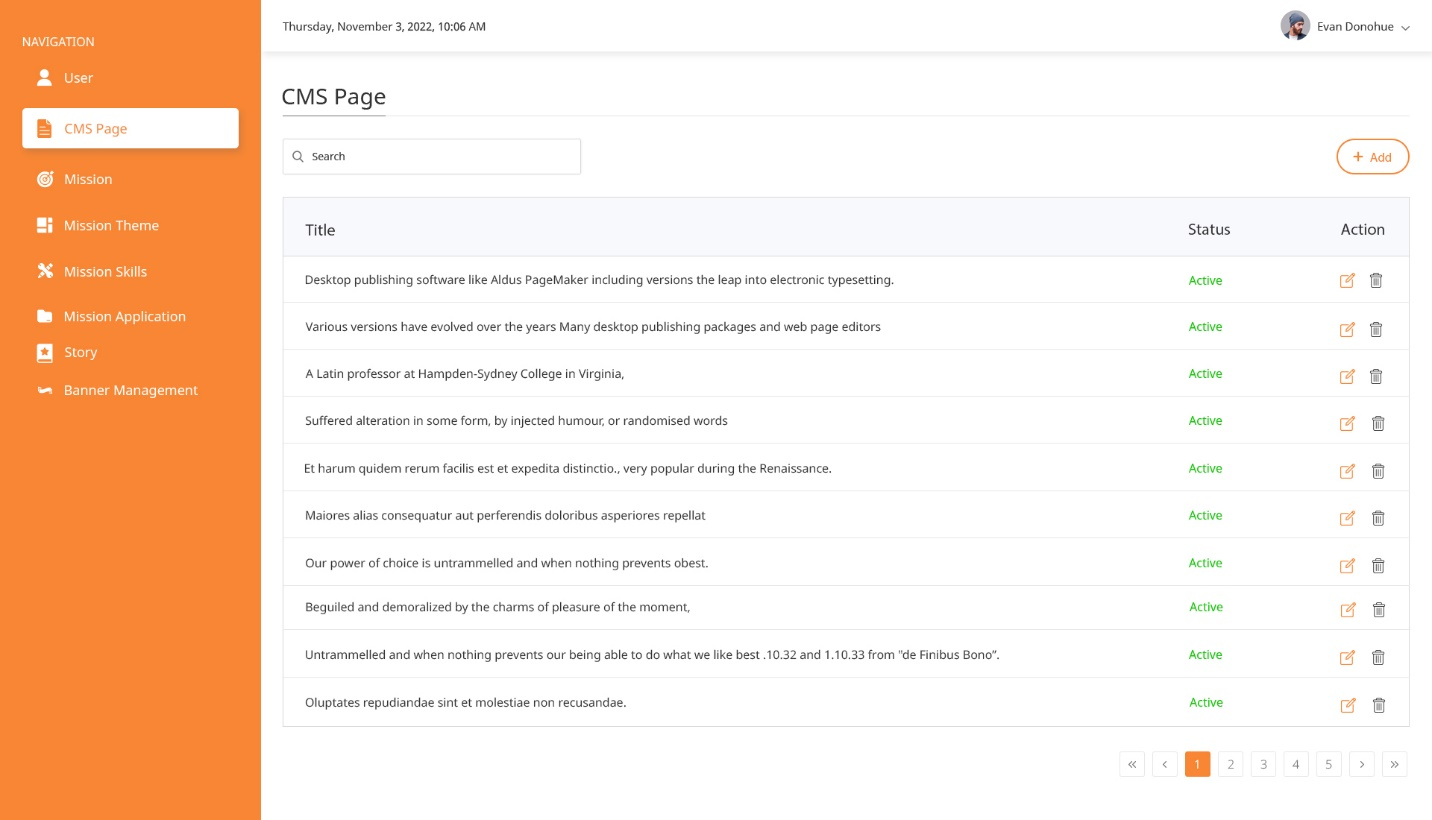 Thursday, November 3, 2022, 10:06 AM
Evan Donohue
NAVIGATION
User
CMS Page
Mission
Mission Theme
Mission Skills
Mission Application
Story
Banner Management
CMS Page
Search
+ Add
Title Status Action
Desktop publishing software like Aldus PageMaker including versions the leap into electronic typesetting. Active
Various versions have evolved over the years Many desktop publishing packages and web page editors Active
A Latin professor at Hampden-Sydney College in Virginia, Active
Suffered alteration in some form, by injected humour, or randomised words Active
Et harum quidem rerum facilis est et expedita distinctio., very popular during the Renaissance. Active
Maiores alias consequatur aut perferendis doloribus asperiores repellat Active
Our power of choice is untrammelled and when nothing prevents obest. Active
Beguiled and demoralized by the charms of pleasure of the moment, Active
Untrammelled and when nothing prevents our being able to do what we like best .10.32 and 1.10.33 from "de Finibus Bono”. Active
Oluptates repudiandae sint et molestiae non recusandae. Active
« ‹ 1 2 3 4 5 › »